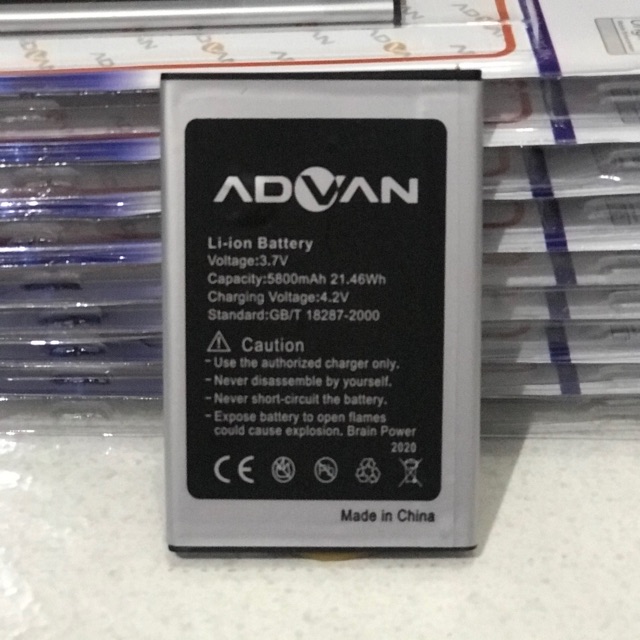 ADVAN
Li-ion Battery
Voltage:3.7V
Capacity:5800mAh 21.46Wh
Charging Voltage:4.2V
Standard:GB/T 18287-2000
Caution
- Use the authorized charger only.
- Never disassemble by yourself.
- Never short-circuit the battery.
- Expose battery to open flames
could cause explosion. Brain Power
2020
CE
Made in China